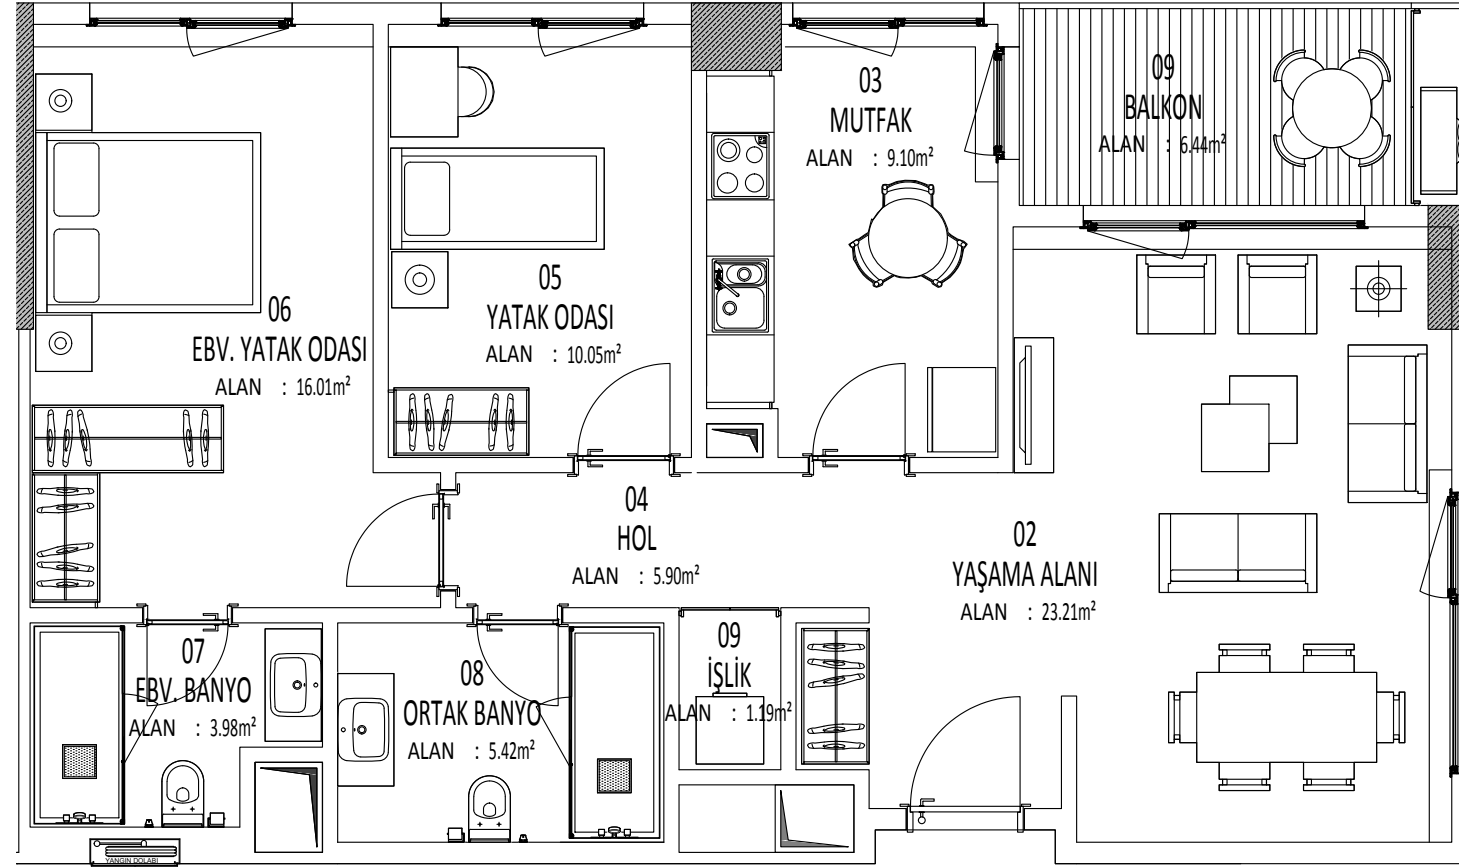 03
MUTFAK
ALAN : 9.10m²
09
BALKON
ALAN : 6.44m²
06
EBV. YATAK ODASI
ALAN : 16.01m²
05
YATAK ODASI
ALAN : 10.05m²
04
HOL
ALAN : 5.90m²
02
YAŞAMA ALANI
ALAN : 23.21m²
07
EBV. BANYO
ALAN : 3.98m²
08
ORTAK BANYO
ALAN : 5.42m²
09
İŞLİK
ALAN : 1.19m²
YANGIN DOLABI